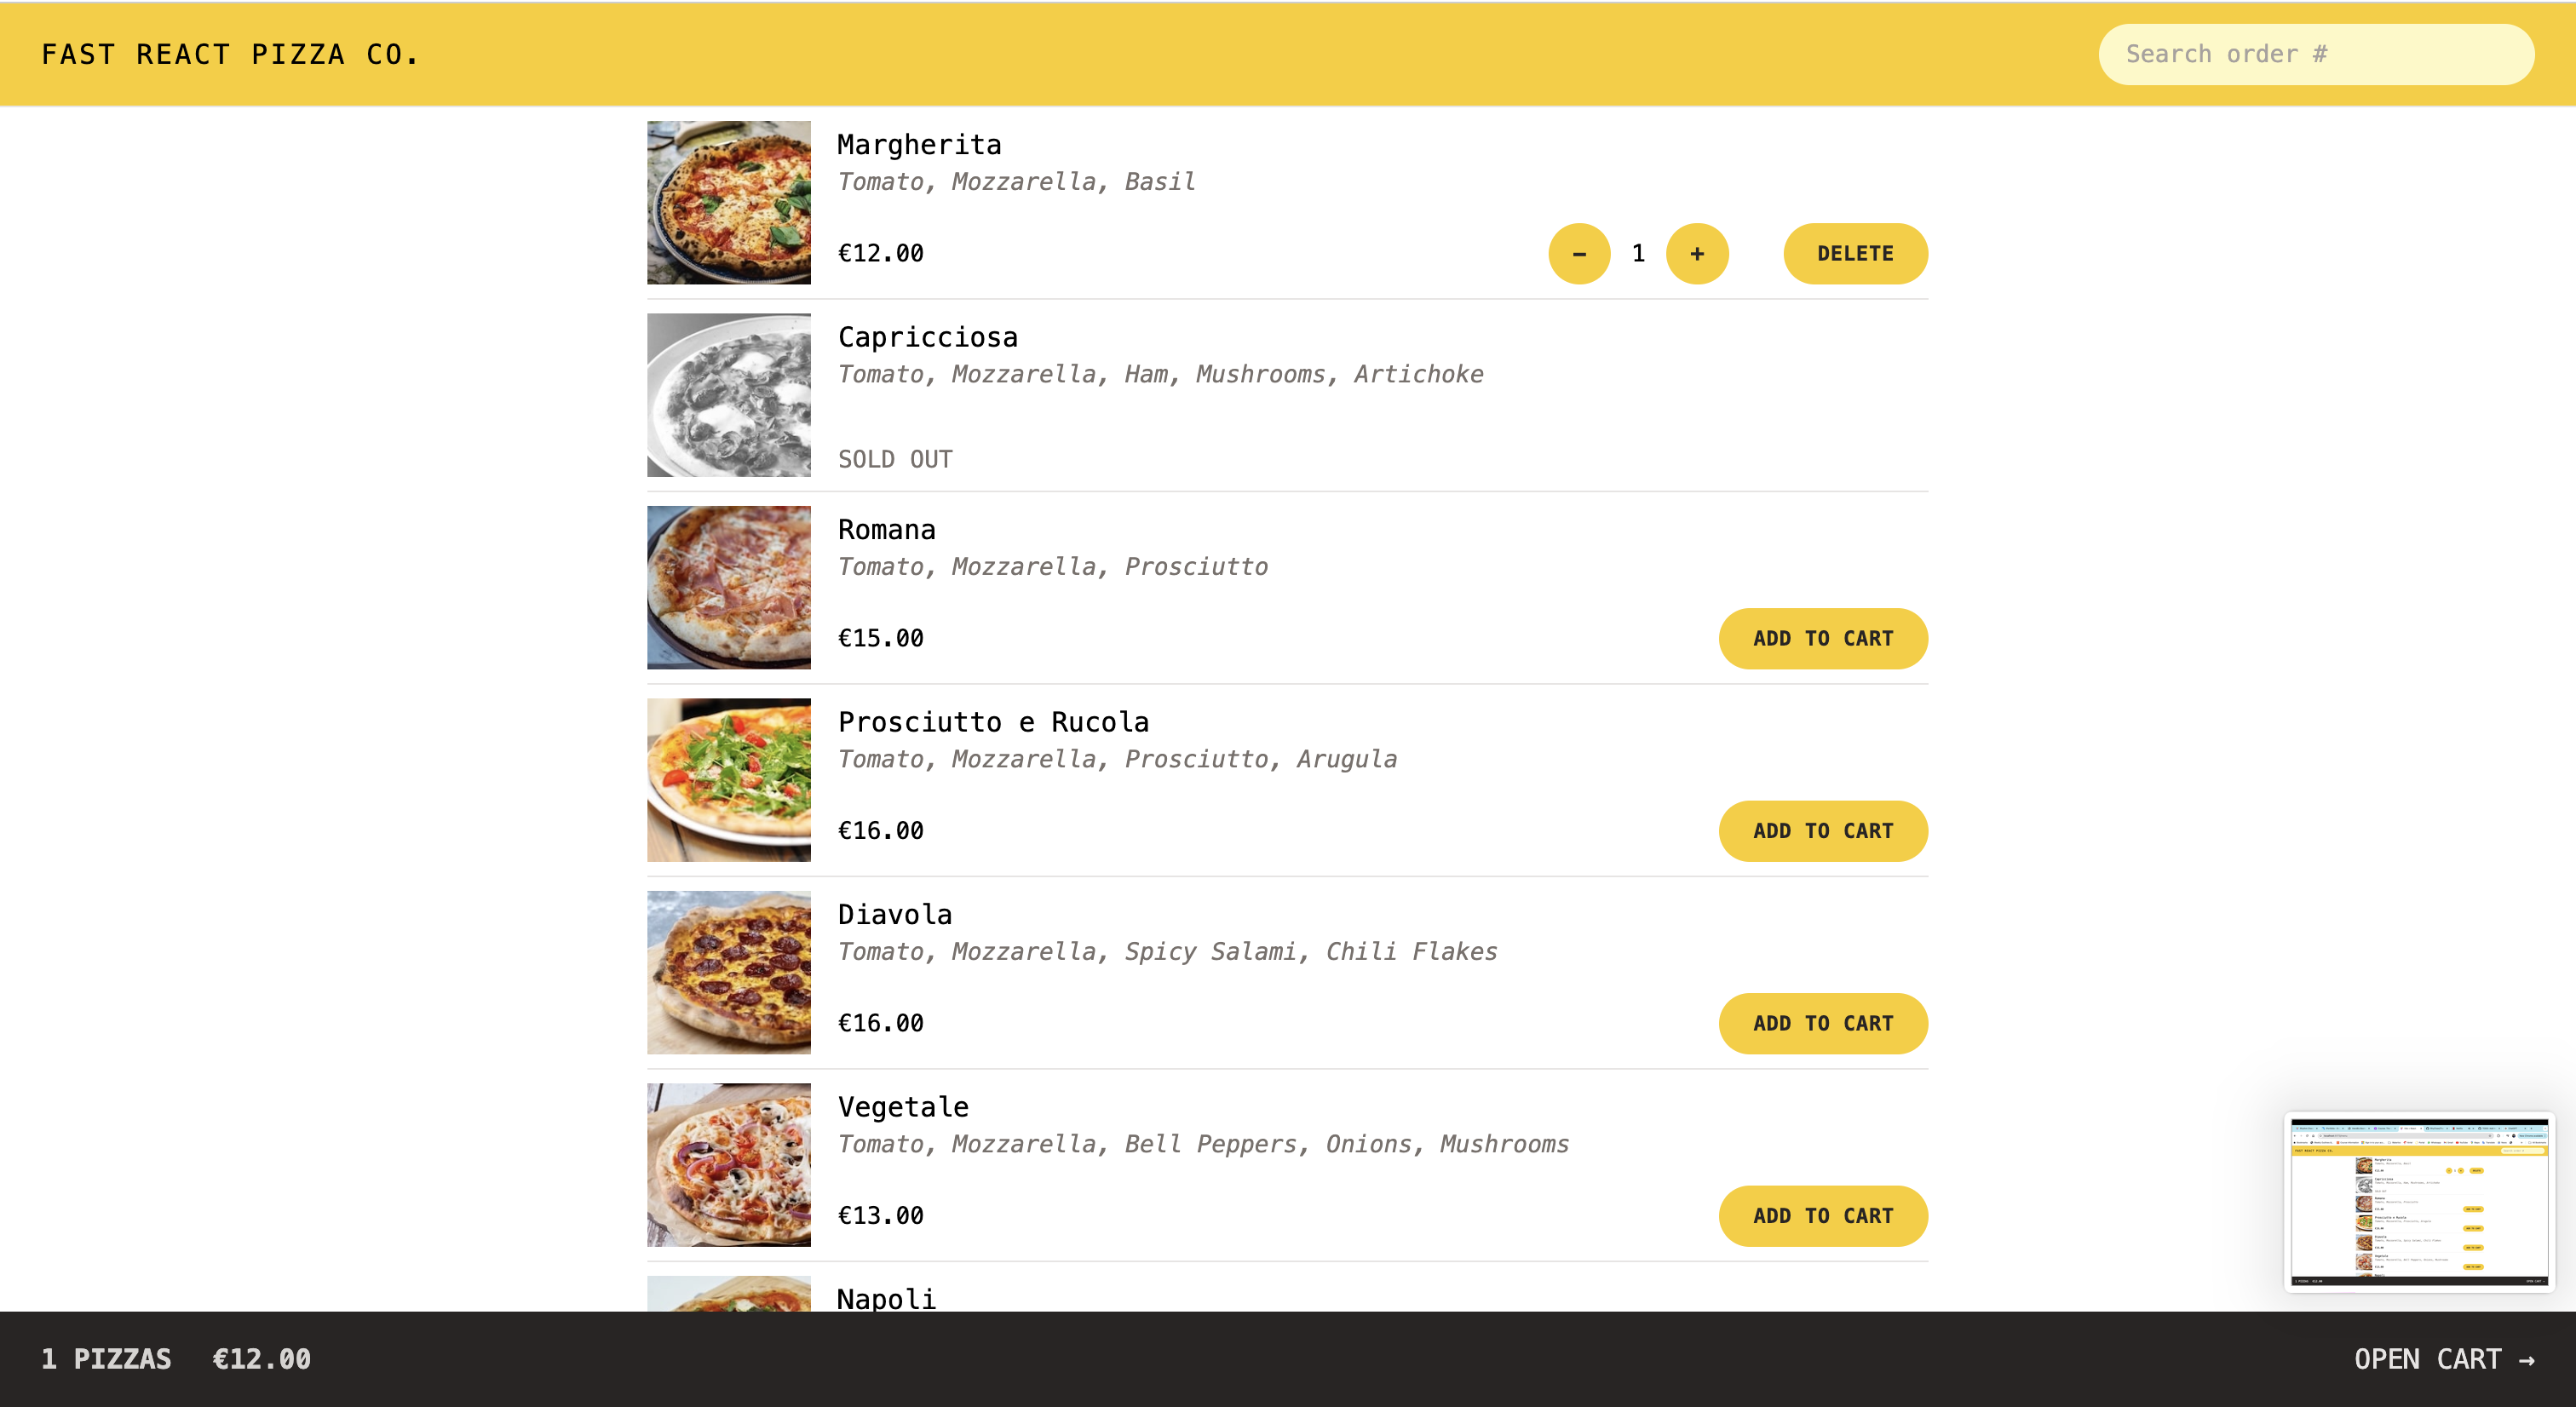 FAST REACT PIZZA CO.
Search order #
Margherita
Tomato, Mozzarella, Basil
€12.00
− 1 + DELETE
Capricciosa
Tomato, Mozzarella, Ham, Mushrooms, Artichoke
SOLD OUT
Romana
Tomato, Mozzarella, Prosciutto
€15.00
ADD TO CART
Prosciutto e Rucola
Tomato, Mozzarella, Prosciutto, Arugula
€16.00
ADD TO CART
Diavola
Tomato, Mozzarella, Spicy Salami, Chili Flakes
€16.00
ADD TO CART
Vegetale
Tomato, Mozzarella, Bell Peppers, Onions, Mushrooms
€13.00
ADD TO CART
Napoli
1 PIZZAS €12.00
OPEN CART →